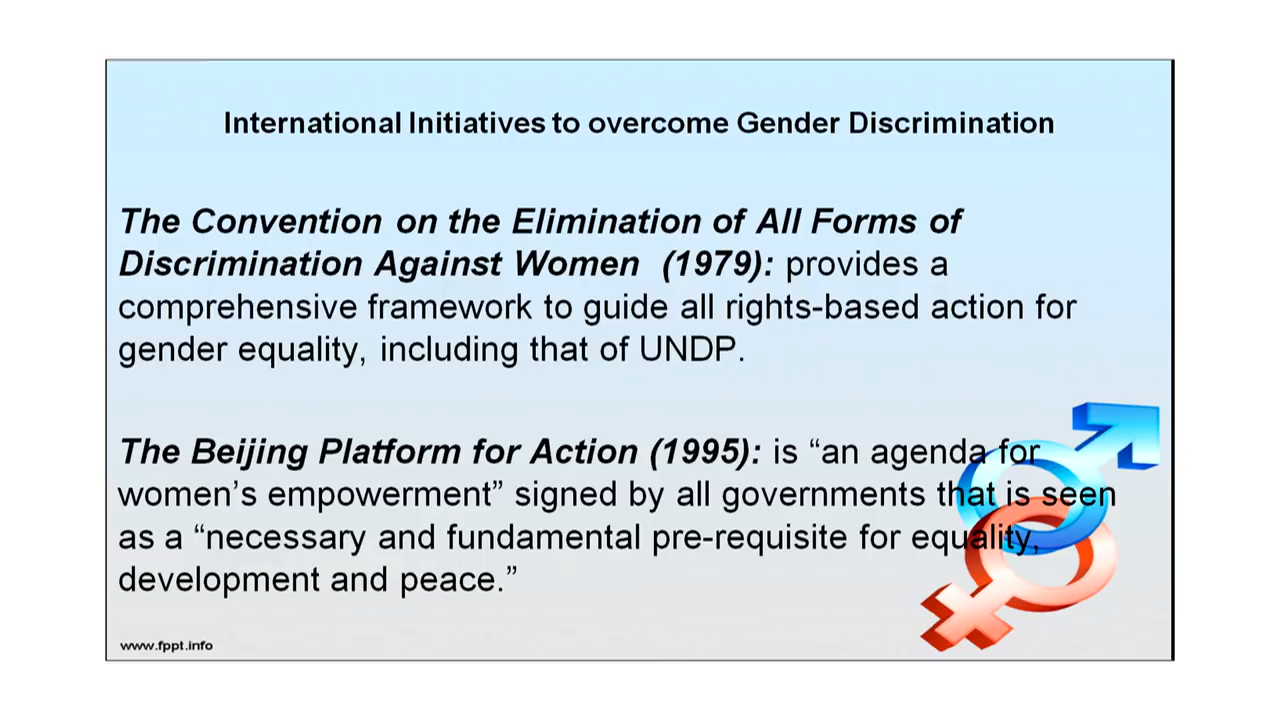 International Initiatives to overcome Gender Discrimination
The Convention on the Elimination of All Forms of
Discrimination Against Women (1979): provides a
comprehensive framework to guide all rights-based action for
gender equality, including that of UNDP.
The Beijing Platform for Action (1995): is “an agenda for
women’s empowerment” signed by all governments that is seen
as a “necessary and fundamental pre-requisite for equality,
development and peace.”
www.fppt.info